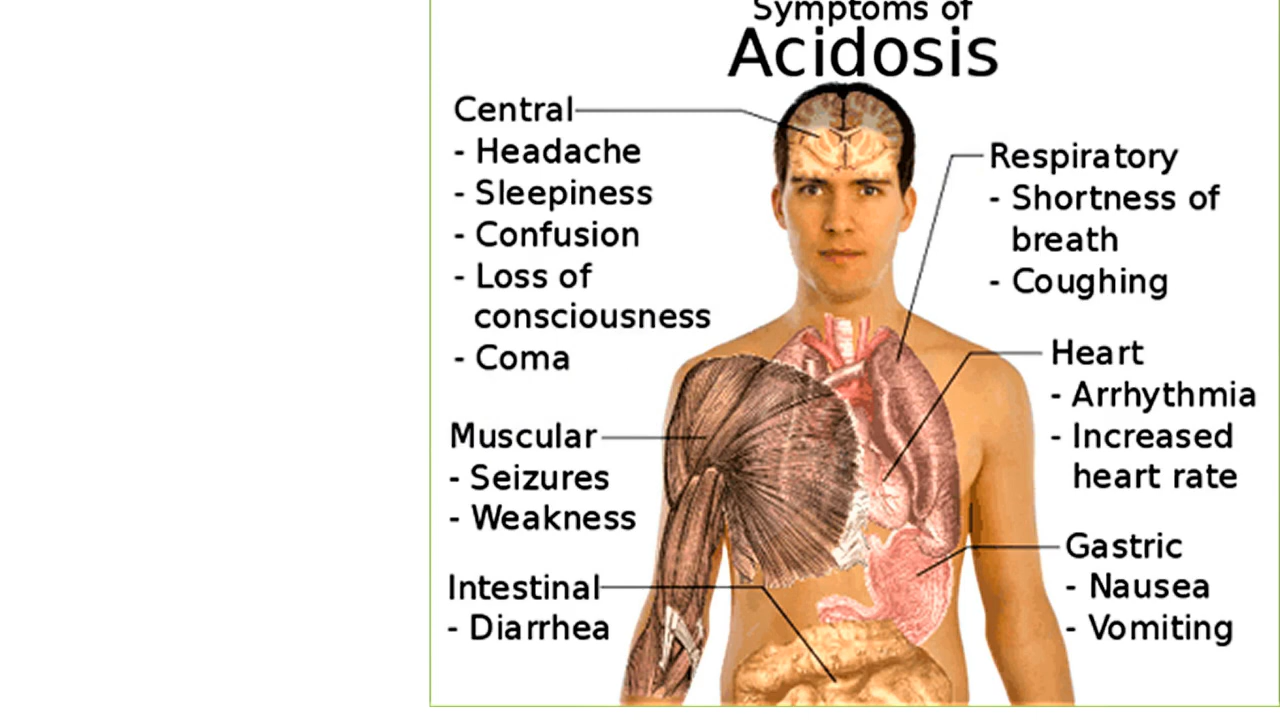 Symptoms of
Acidosis
Central
- Headache
- Sleepiness
- Confusion
- Loss of
consciousness
- Coma
Muscular
- Seizures
- Weakness
Intestinal
- Diarrhea
Respiratory
- Shortness of
breath
- Coughing
Heart
- Arrhythmia
- Increased
heart rate
Gastric
- Nausea
- Vomiting